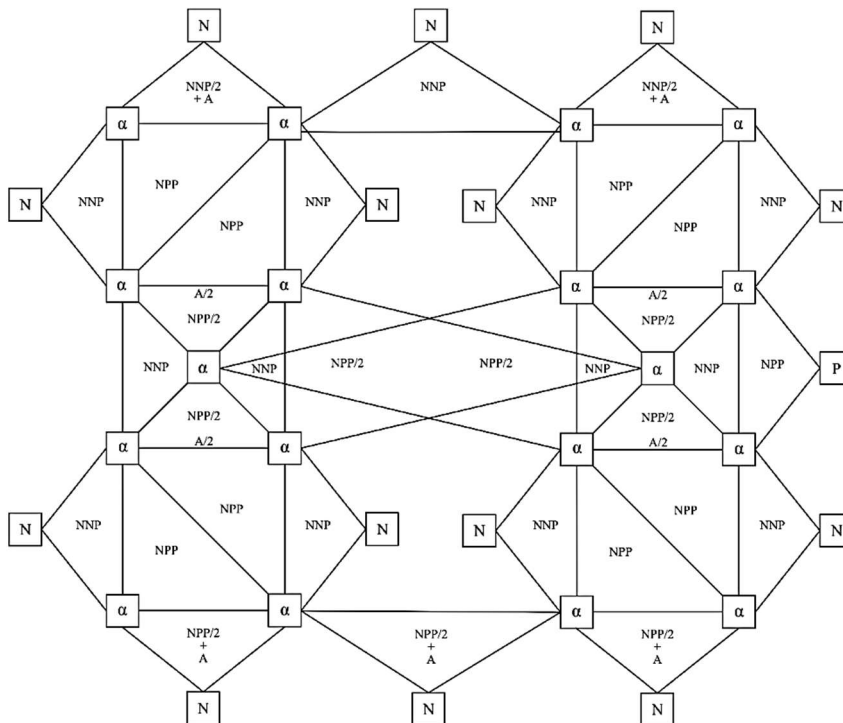 N N N
NNP/2
+ A
NNP
NNP/2
+ A
α α α α
NPP NPP
N NNP NNP N N NNP NNP N
NPP NPP
α α α α
A/2 A/2
NPP/2 NPP/2
NNP α NNP NPP/2 NPP/2 NNP α NNP NPP P
NPP/2 NPP/2
A/2 A/2
α α α α
NPP NPP
N NNP NNP N N NNP NNP N
NPP NPP
α α α α
NPP/2
+
A
NPP/2
+
A
NPP/2
+
A
N N N